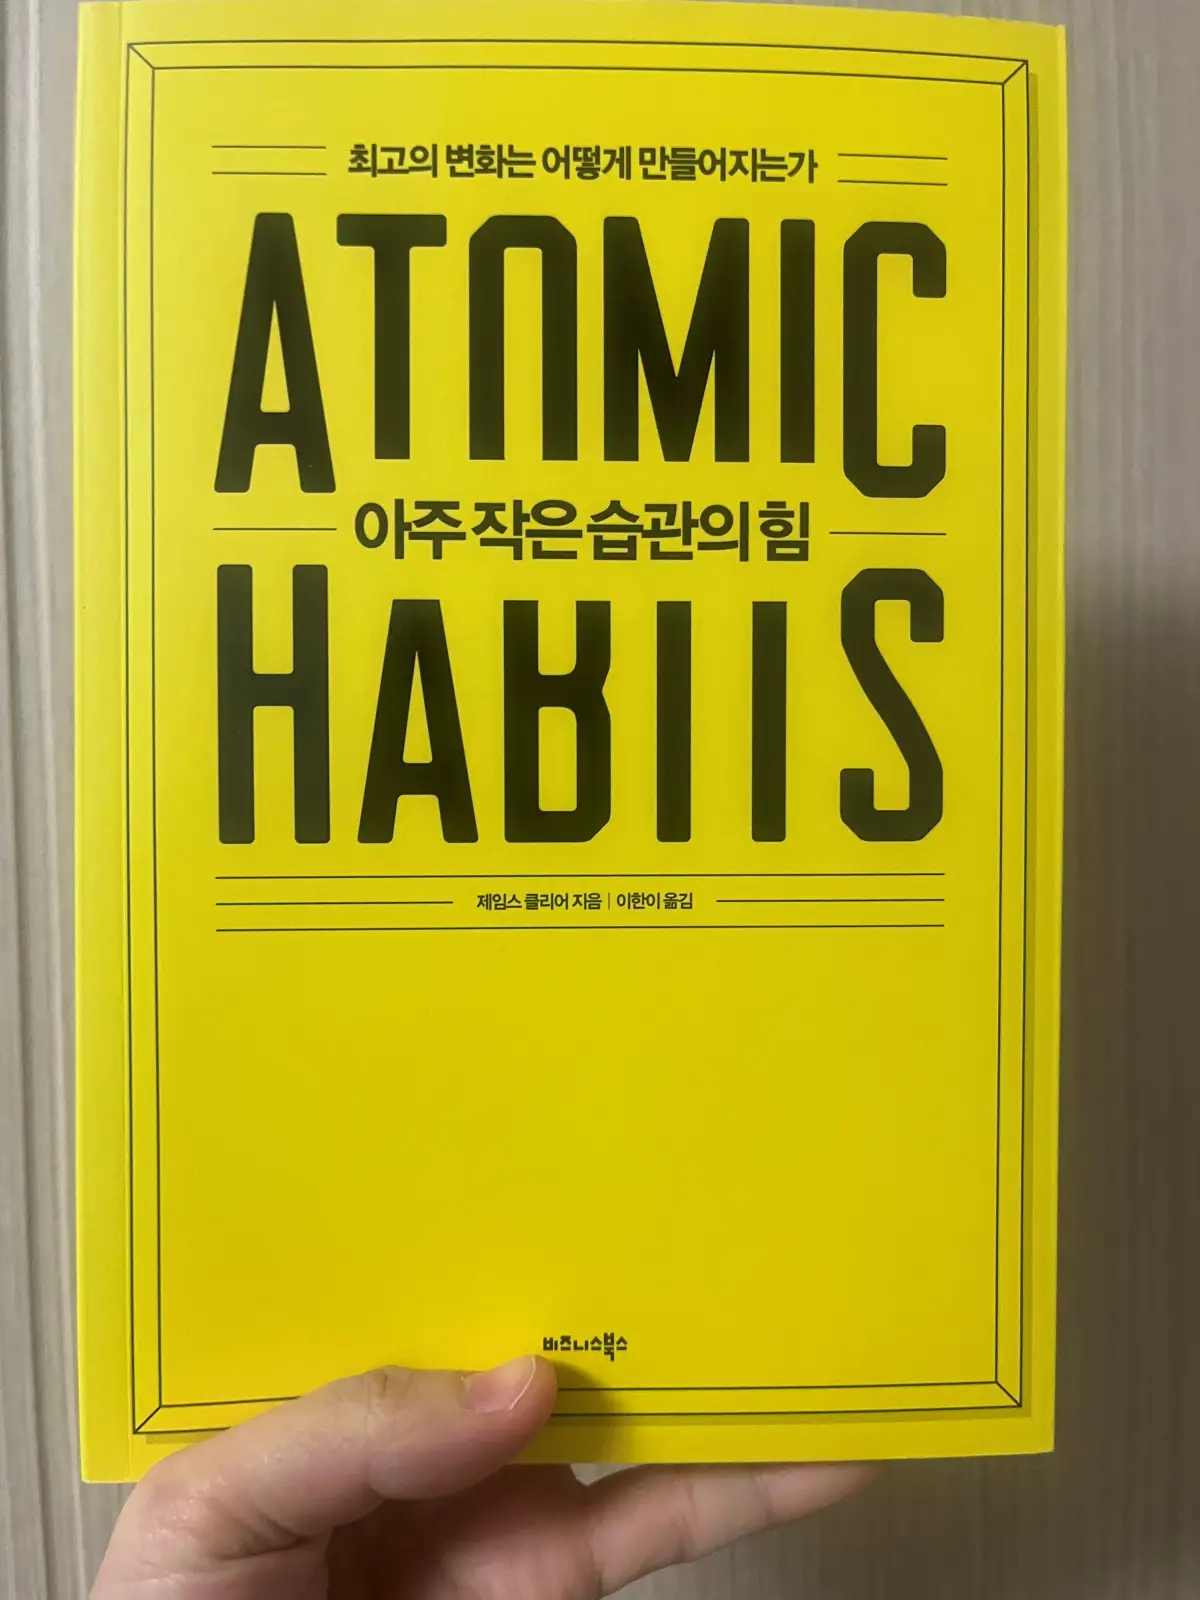 최고의 변화는 어떻게 만들어지는가
ATOMIC
아주 작은 습관의 힘
HABITS
제임스 클리어 지음 | 이한이 옮김
비즈니스북스